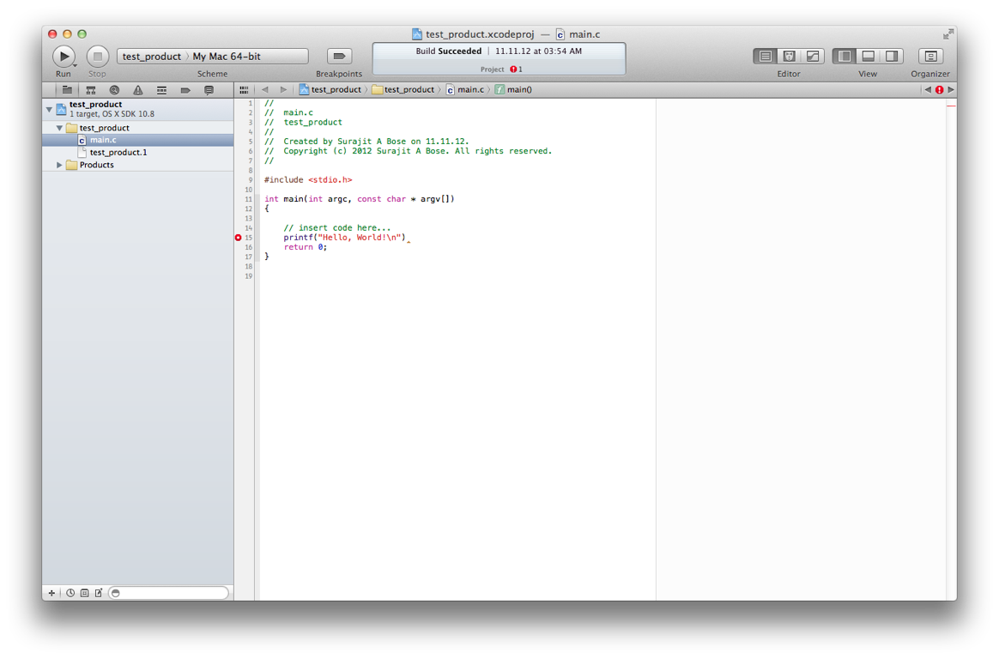 test_product.xcodeproj — main.c
test_product My Mac 64-bit
Build Succeeded 11.11.12 at 03:54 AM
Project 1
Run Stop Scheme Breakpoints Editor View Organizer
test_product test_product main.c main()
test_product
1 target, OS X SDK 10.8
test_product
main.c
test_product.1
Products
1 //
2 // main.c
3 // test_product
4 //
5 // Created by Surajit A Bose on 11.11.12.
6 // Copyright (c) 2012 Surajit A Bose. All rights reserved.
7 //
8
9 #include <stdio.h>
10
11 int main(int argc, const char * argv[])
12 {
13
14 // insert code here...
15 printf("Hello, World!\n")
16 return 0;
17 }
18
19